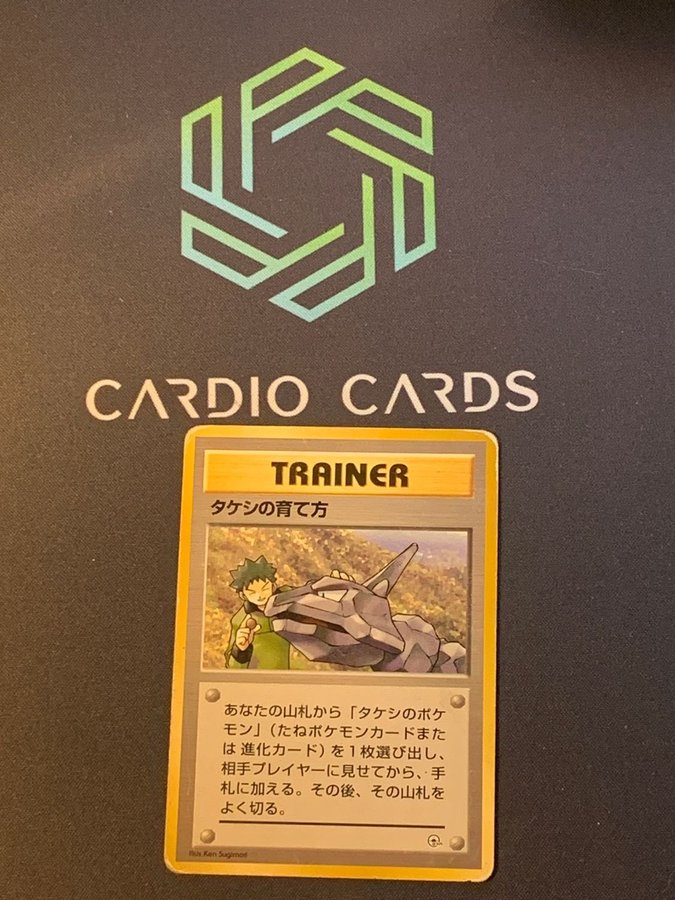 CARDIO CARDS
TRAINER
タケシの育て方
あなたの山札から「タケシのポケ
モン」(たねポケモンカードまた
は 進化カード)を1枚選び出し、
相手プレイヤーに見せてから、手
札に加える。その後、その山札を
よく切る。
Illus.Ken Sugimori